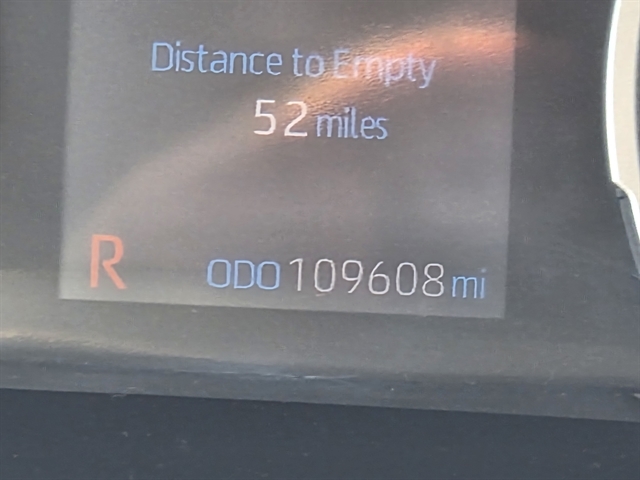 Distance to Empty
52 miles
R ODO 109608 mi